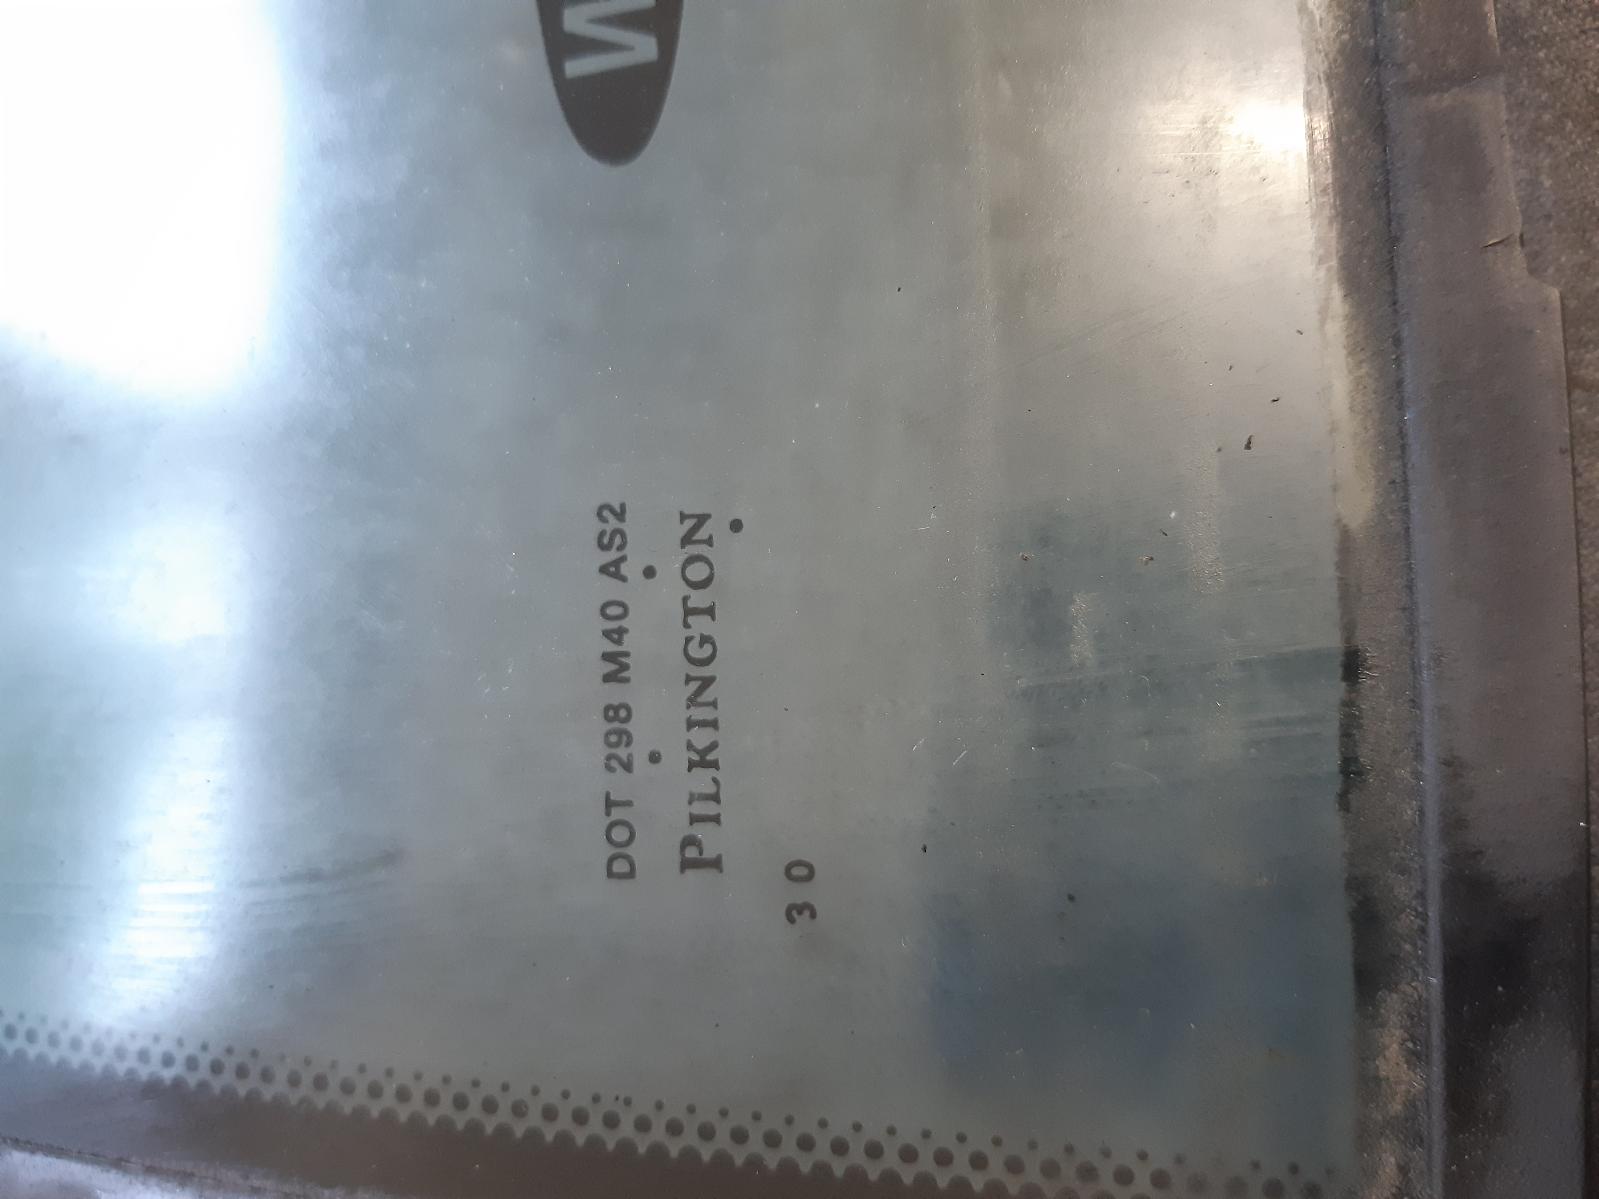 W
DOT 298 M40 AS2
PILKINGTON
30